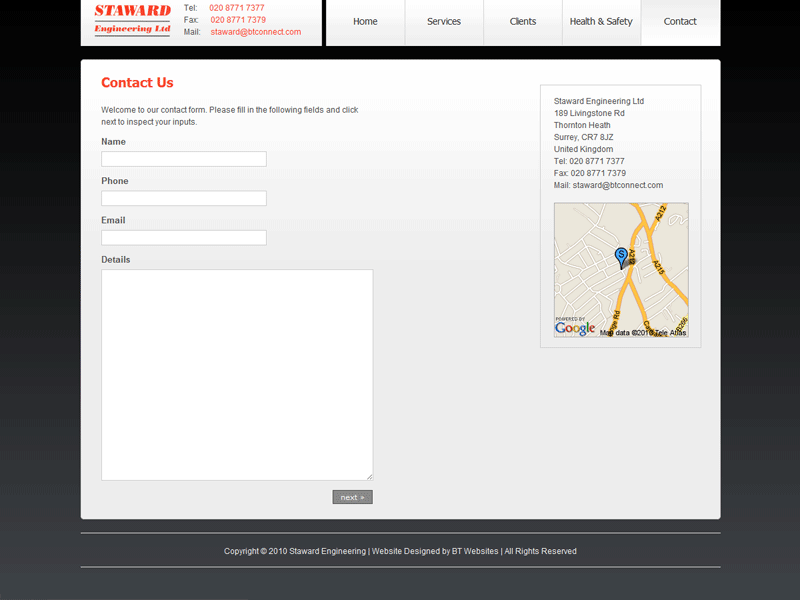 STAWARD
Engineering Ltd
Tel: 020 8771 7377
Fax: 020 8771 7379
Mail: staward@btconnect.com
Home
Services
Clients
Health & Safety
Contact
Contact Us
Welcome to our contact form. Please fill in the following fields and click
next to inspect your inputs.
Name
Phone
Email
Details
next »
Staward Engineering Ltd
189 Livingstone Rd
Thornton Heath
Surrey, CR7 8JZ
United Kingdom
Tel: 020 8771 7377
Fax: 020 8771 7379
Mail: staward@btconnect.com
A212
S
A215
Rd
POWERED BY
Google
Map data ©2010 Tele Atlas
Copyright © 2010 Staward Engineering | Website Designed by BT Websites | All Rights Reserved